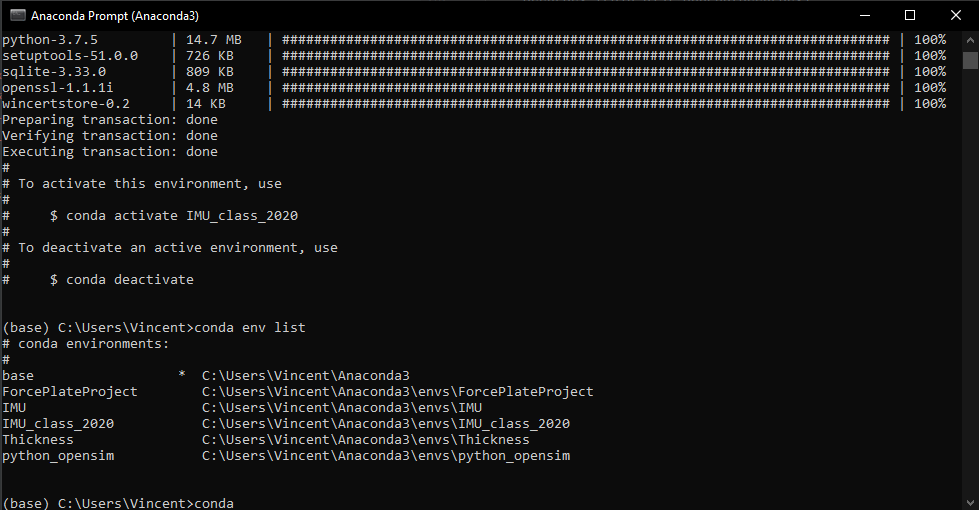 Anaconda Prompt (Anaconda3)
python-3.7.5         | 14.7 MB   | ############################################################################ | 100%
setuptools-51.0.0    | 726 KB    | ############################################################################ | 100%
sqlite-3.33.0        | 809 KB    | ############################################################################ | 100%
openssl-1.1.1i       | 4.8 MB    | ############################################################################ | 100%
wincertstore-0.2     | 14 KB     | ############################################################################ | 100%
Preparing transaction: done
Verifying transaction: done
Executing transaction: done
#
# To activate this environment, use
#
#     $ conda activate IMU_class_2020
#
# To deactivate an active environment, use
#
#     $ conda deactivate
(base) C:\Users\Vincent>conda env list
# conda environments:
#
base                  *  C:\Users\Vincent\Anaconda3
ForcePlateProject        C:\Users\Vincent\Anaconda3\envs\ForcePlateProject
IMU                      C:\Users\Vincent\Anaconda3\envs\IMU
IMU_class_2020           C:\Users\Vincent\Anaconda3\envs\IMU_class_2020
Thickness                C:\Users\Vincent\Anaconda3\envs\Thickness
python_opensim           C:\Users\Vincent\Anaconda3\envs\python_opensim
(base) C:\Users\Vincent>conda